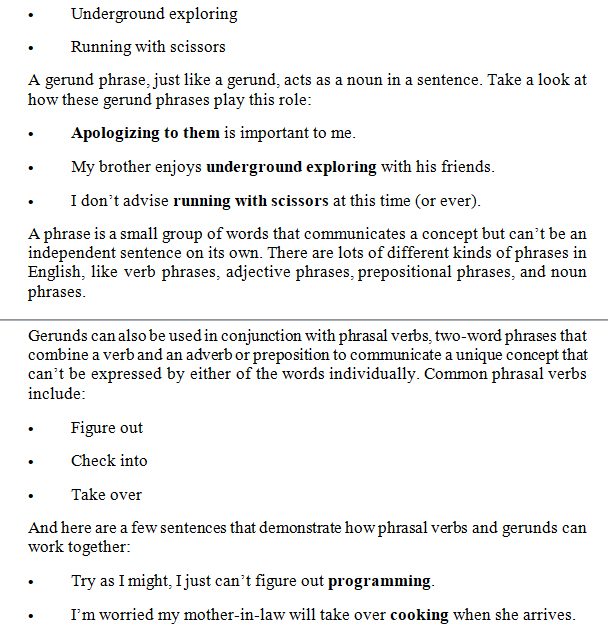 • Underground exploring
• Running with scissors
A gerund phrase, just like a gerund, acts as a noun in a sentence. Take a look at
how these gerund phrases play this role:
• Apologizing to them is important to me.
• My brother enjoys underground exploring with his friends.
• I don’t advise running with scissors at this time (or ever).
A phrase is a small group of words that communicates a concept but can’t be an
independent sentence on its own. There are lots of different kinds of phrases in
English, like verb phrases, adjective phrases, prepositional phrases, and noun
phrases.
Gerunds can also be used in conjunction with phrasal verbs, two-word phrases that
combine a verb and an adverb or preposition to communicate a unique concept that
can’t be expressed by either of the words individually. Common phrasal verbs
include:
• Figure out
• Check into
• Take over
And here are a few sentences that demonstrate how phrasal verbs and gerunds can
work together:
• Try as I might, I just can’t figure out programming.
• I’m worried my mother-in-law will take over cooking when she arrives.